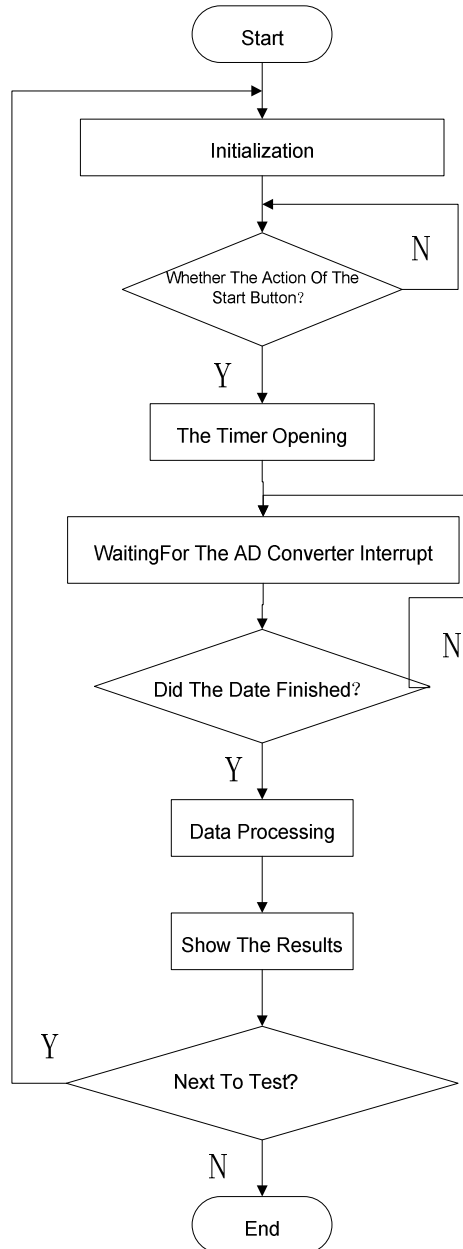 Start
Initialization
N
Whether The Action Of The
Start Button?
Y
The Timer Opening
WaitingFor The AD Converter Interrupt
N
Did The Date Finished?
Y
Data Processing
Show The Results
Y
Next To Test?
N
End